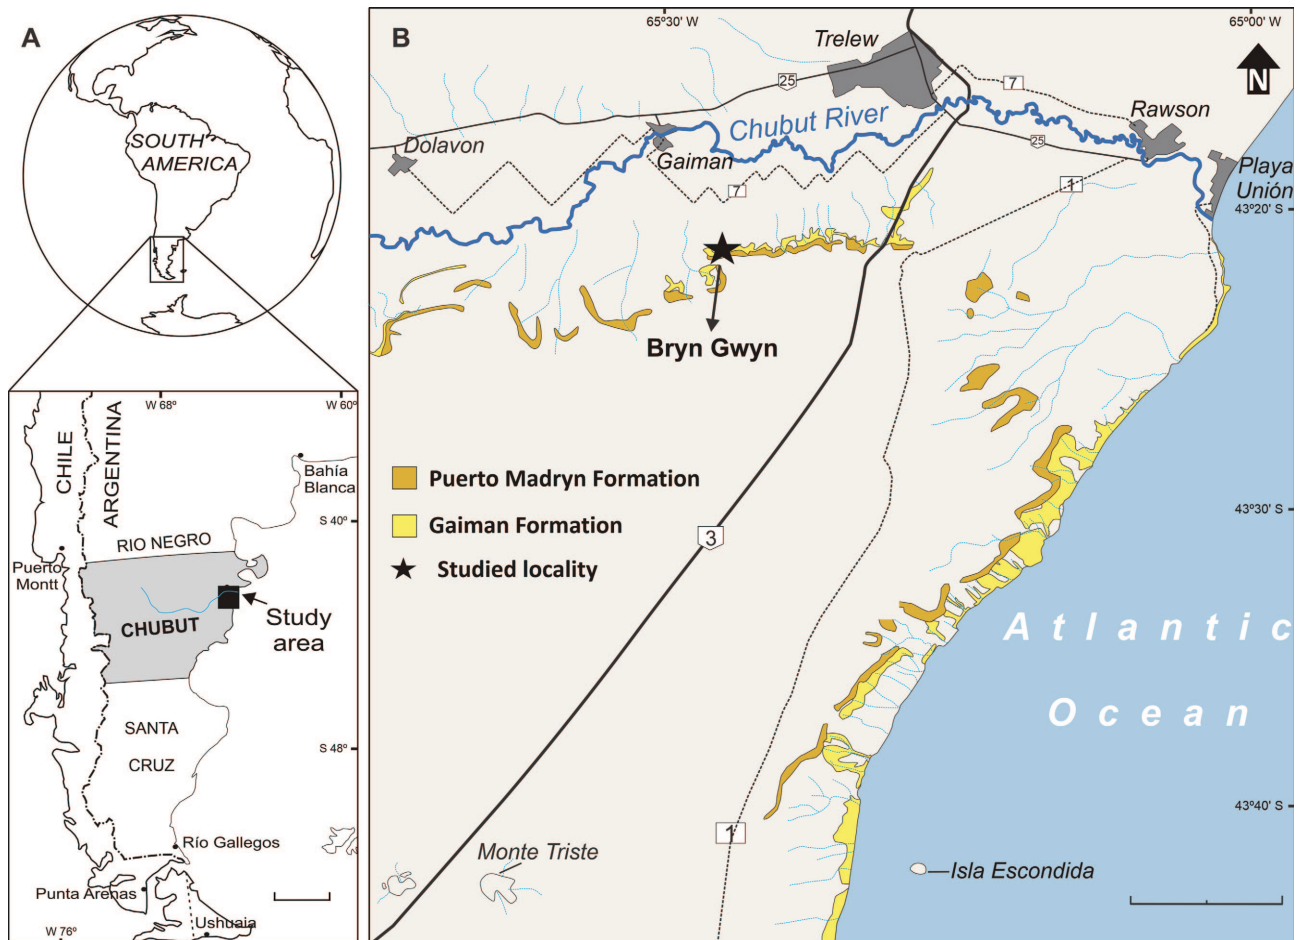 A
SOUTH
AMERICA
W 68º
W 60º
CHILE
ARGENTINA
Bahía
Blanca
S 40º
RIO NEGRO
Puerto
Montt
CHUBUT
Study
area
SANTA
CRUZ
S 48º
Río Gallegos
Punta Arenas
Ushuaia
W 76º
65º30' W
65º00' W
B
Trelew
N
25
7
Chubut River
Rawson
Dolavon
Gaiman
25
Playa
Unión
7
1
43º20' S
Bryn Gwyn
Puerto Madryn Formation
Gaiman Formation
Studied locality
43º30' S
3
Atlantic
Ocean
43º40' S
1
Monte Triste
Isla Escondida